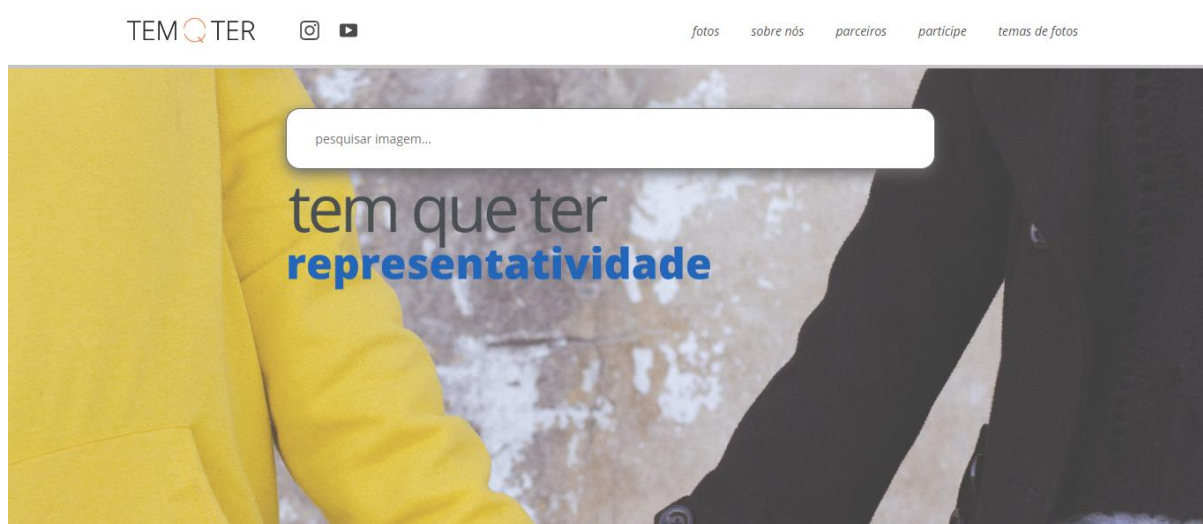 TEM Q TER
fotos sobre nós parceiros participe temas de fotos
pesquisar imagem...
tem que ter
representatividade